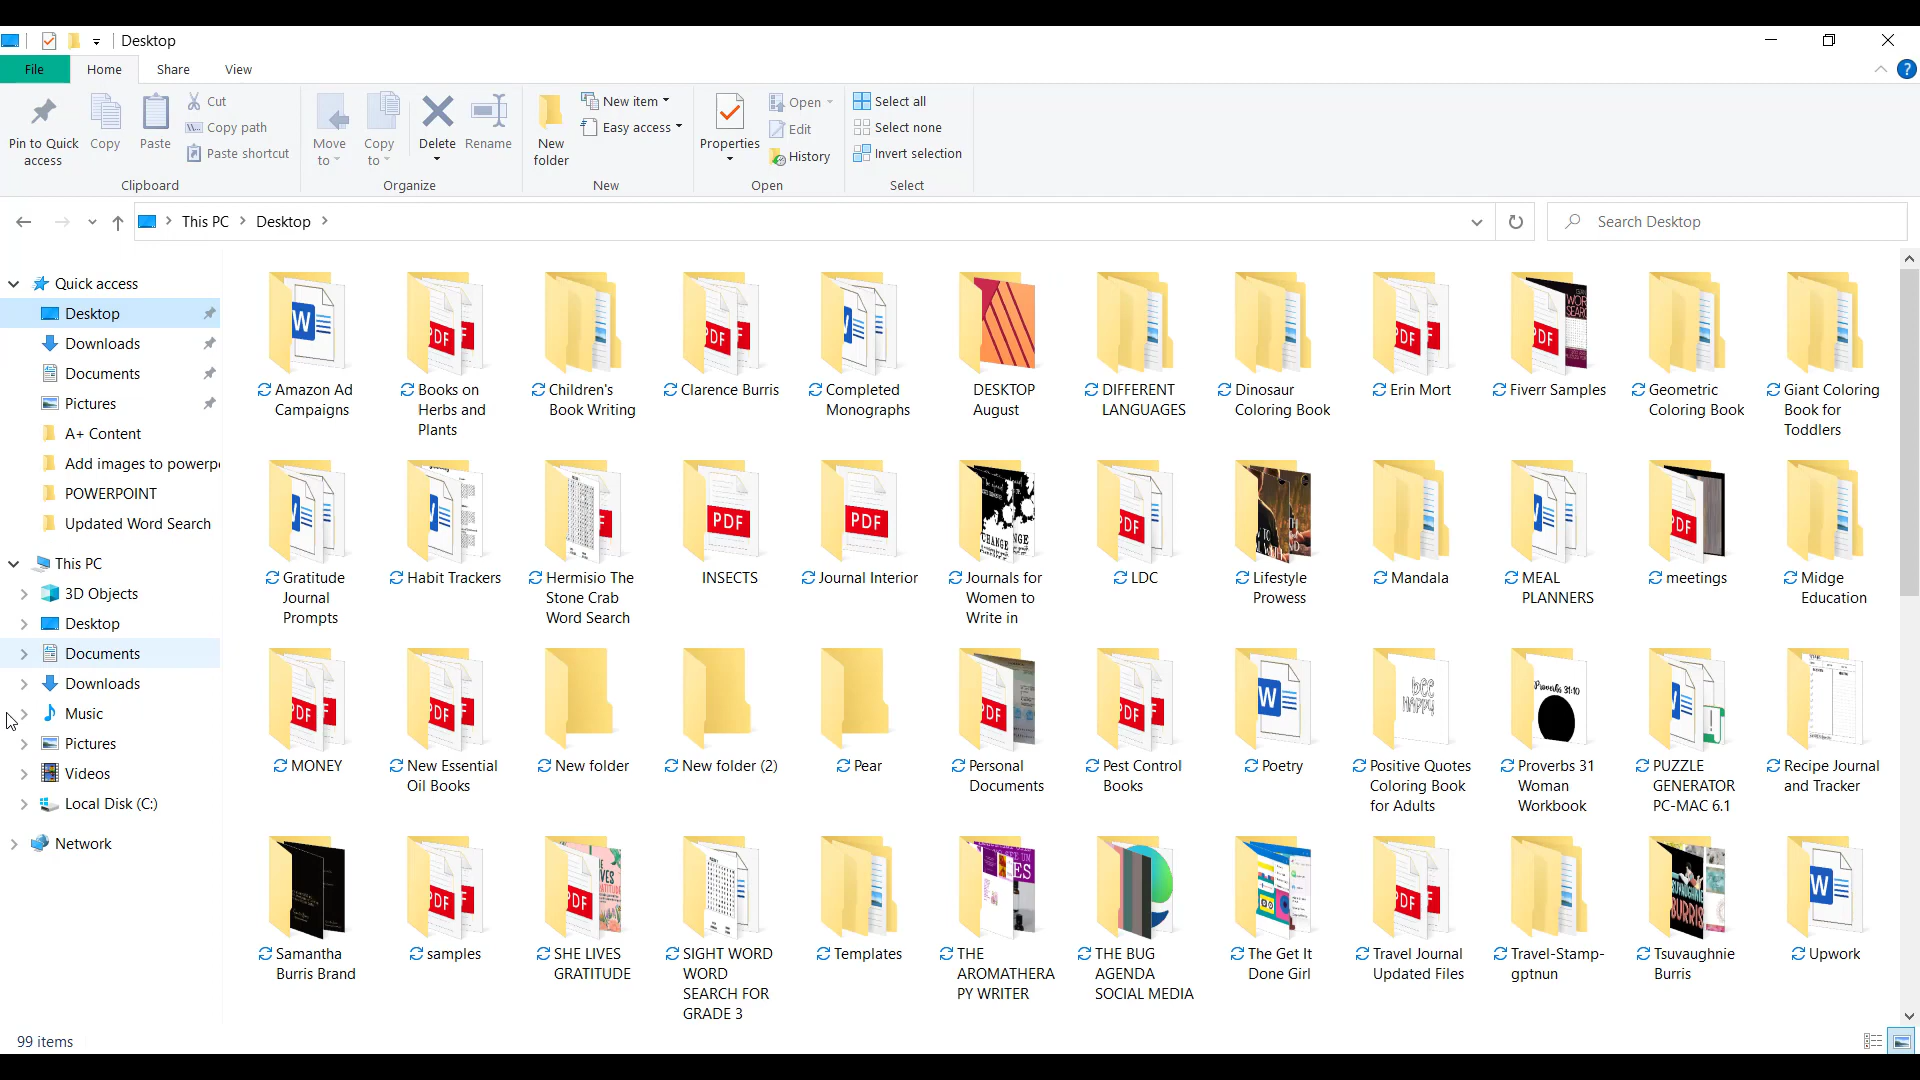 Desktop
File Home Share View
Pin to Quick access
Copy
Paste
Cut
Copy path
Paste shortcut
Clipboard
Move to
Copy to
Delete
Rename
Organize
New folder
New item
Easy access
New
Properties
Open
Edit
History
Open
Select all
Select none
Invert selection
Select
This PC Desktop
Search Desktop
Quick access
Desktop
Downloads
Documents
Pictures
A+ Content
Add images to powerp
POWERPOINT
Updated Word Search
This PC
3D Objects
Desktop
Documents
Downloads
Music
Pictures
Videos
Local Disk (C:)
Network
Amazon Ad
Campaigns
Books on
Herbs and
Plants
Children's
Book Writing
Clarence Burris
Completed
Monographs
DESKTOP
August
DIFFERENT
LANGUAGES
Dinosaur
Coloring Book
Erin Mort
Fiverr Samples
Geometric
Coloring Book
Giant Coloring
Book for
Toddlers
Gratitude
Journal
Prompts
Habit Trackers
Hermisio The
Stone Crab
Word Search
INSECTS
Journal Interior
Journals for
Women to
Write in
LDC
Lifestyle
Prowess
Mandala
MEAL
PLANNERS
meetings
Midge
Education
MONEY
New Essential
Oil Books
New folder
New folder (2)
Pear
Personal
Documents
Pest Control
Books
Poetry
Positive Quotes
Coloring Book
for Adults
Proverbs 31
Woman
Workbook
PUZZLE
GENERATOR
PC-MAC 6.1
Recipe Journal
and Tracker
Samantha
Burris Brand
samples
SHE LIVES
GRATITUDE
SIGHT WORD
WORD
SEARCH FOR
GRADE 3
Templates
THE
AROMATHERA
PY WRITER
THE BUG
AGENDA
SOCIAL MEDIA
The Get It
Done Girl
Travel Journal
Updated Files
Travel-Stamp-
gptnun
Tsuvaughnie
Burris
Upwork
99 items